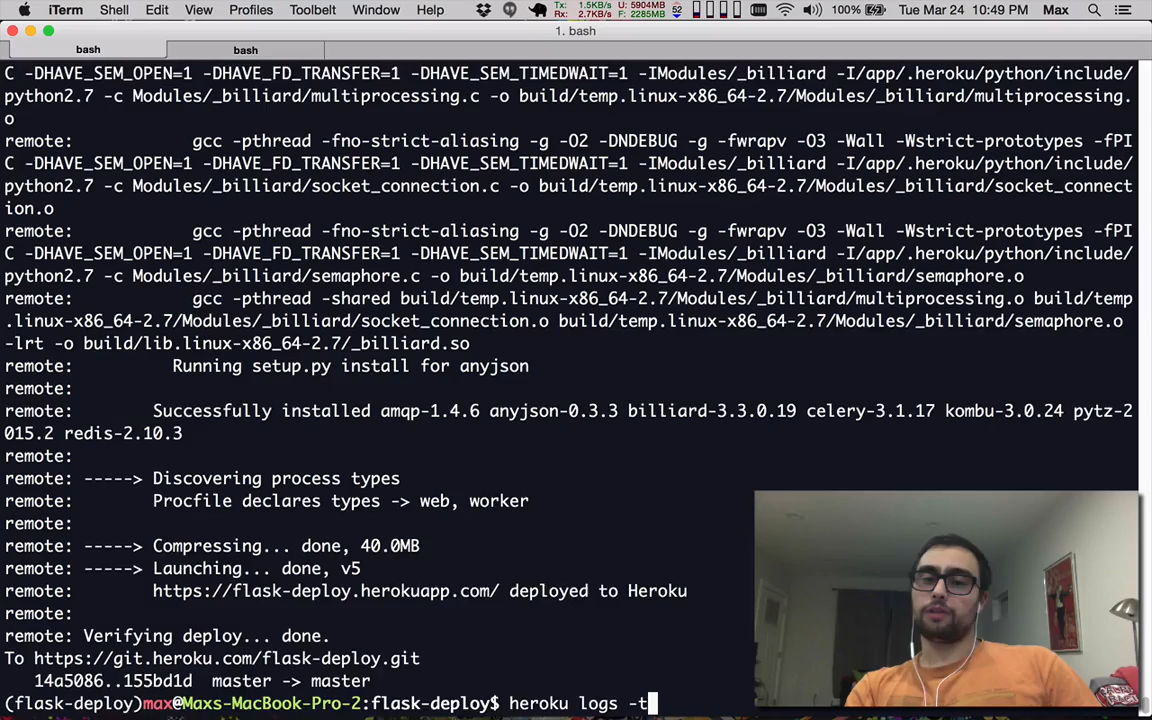 iTerm Shell Edit View Profiles Toolbelt Window Help Tx: 1.5KB/s Rx: 2.7KB/s U: 5904MB F: 2285MB 52 100% Tue Mar 24 10:49 PM Max
1. bash
bash bash
C -DHAVE_SEM_OPEN=1 -DHAVE_FD_TRANSFER=1 -DHAVE_SEM_TIMEDWAIT=1 -IModules/_billiard -I/app/.heroku/python/include/
python2.7 -c Modules/_billiard/multiprocessing.c -o build/temp.linux-x86_64-2.7/Modules/_billiard/multiprocessing.
o
remote: gcc -pthread -fno-strict-aliasing -g -O2 -DNDEBUG -g -fwrapv -O3 -Wall -Wstrict-prototypes -fPI
C -DHAVE_SEM_OPEN=1 -DHAVE_FD_TRANSFER=1 -DHAVE_SEM_TIMEDWAIT=1 -IModules/_billiard -I/app/.heroku/python/include/
python2.7 -c Modules/_billiard/socket_connection.c -o build/temp.linux-x86_64-2.7/Modules/_billiard/socket_connect
ion.o
remote: gcc -pthread -fno-strict-aliasing -g -O2 -DNDEBUG -g -fwrapv -O3 -Wall -Wstrict-prototypes -fPI
C -DHAVE_SEM_OPEN=1 -DHAVE_FD_TRANSFER=1 -DHAVE_SEM_TIMEDWAIT=1 -IModules/_billiard -I/app/.heroku/python/include/
python2.7 -c Modules/_billiard/semaphore.c -o build/temp.linux-x86_64-2.7/Modules/_billiard/semaphore.o
remote: gcc -pthread -shared build/temp.linux-x86_64-2.7/Modules/_billiard/multiprocessing.o build/temp
.linux-x86_64-2.7/Modules/_billiard/socket_connection.o build/temp.linux-x86_64-2.7/Modules/_billiard/semaphore.o
-lrt -o build/lib.linux-x86_64-2.7/_billiard.so
remote: Running setup.py install for anyjson
remote:
remote: Successfully installed amqp-1.4.6 anyjson-0.3.3 billiard-3.3.0.19 celery-3.1.17 kombu-3.0.24 pytz-2
015.2 redis-2.10.3
remote:
remote: -----> Discovering process types
remote: Procfile declares types -> web, worker
remote:
remote: -----> Compressing... done, 40.0MB
remote: -----> Launching... done, v5
remote: https://flask-deploy.herokuapp.com/ deployed to Heroku
remote:
remote: Verifying deploy... done.
To https://git.heroku.com/flask-deploy.git
14a5086..155bd1d master -> master
(flask-deploy)max@Maxs-MacBook-Pro-2:flask-deploy$ heroku logs -t